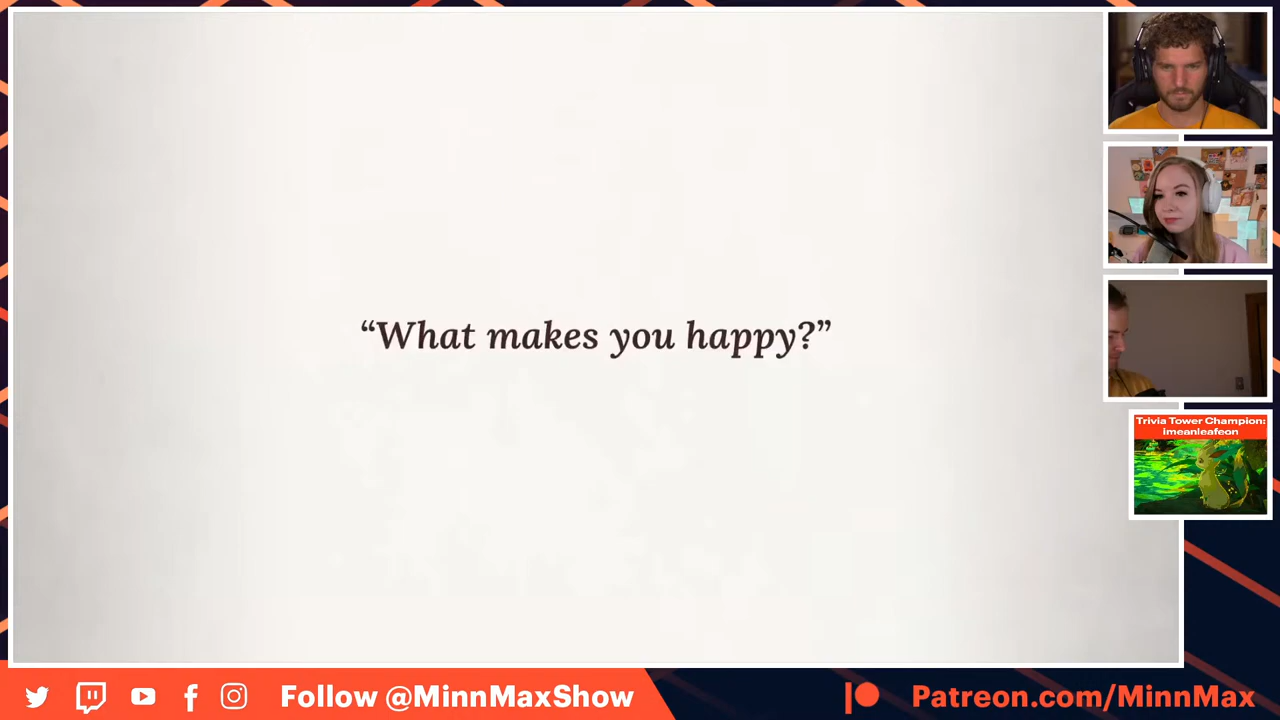 “What makes you happy?”
Trivia Tower Champion:
imeanleafeon
Follow @MinnMaxShow
Patreon.com/MinnMax